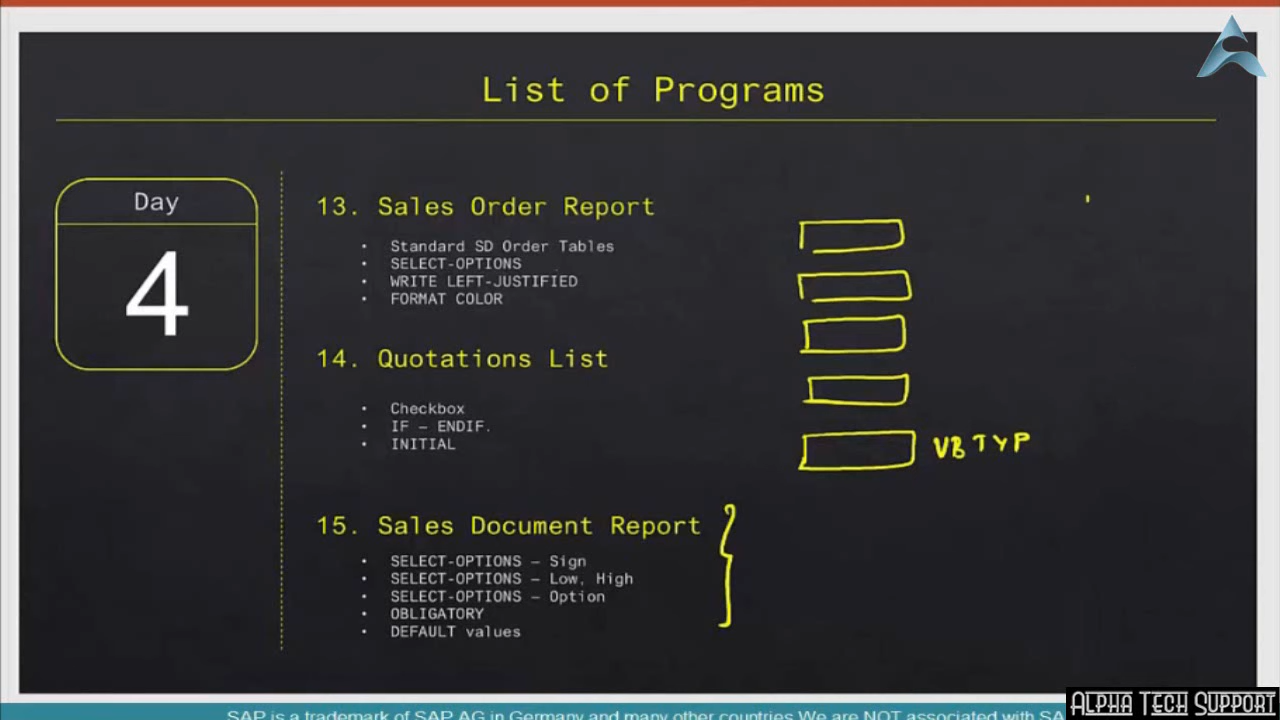 List of Programs
Day
4
13. Sales Order Report
• Standard SD Order Tables
• SELECT-OPTIONS
• WRITE LEFT-JUSTIFIED
• FORMAT COLOR
14. Quotations List
• Checkbox
• IF – ENDIF.
• INITIAL
VBTYP
15. Sales Document Report
• SELECT-OPTIONS – Sign
• SELECT-OPTIONS – Low, High
• SELECT-OPTIONS – Option
• OBLIGATORY
• DEFAULT values
SAP is a trademark of SAP AG in Germany and many other countries We are NOT associated with SA
ALPHA TECH SUPPORT